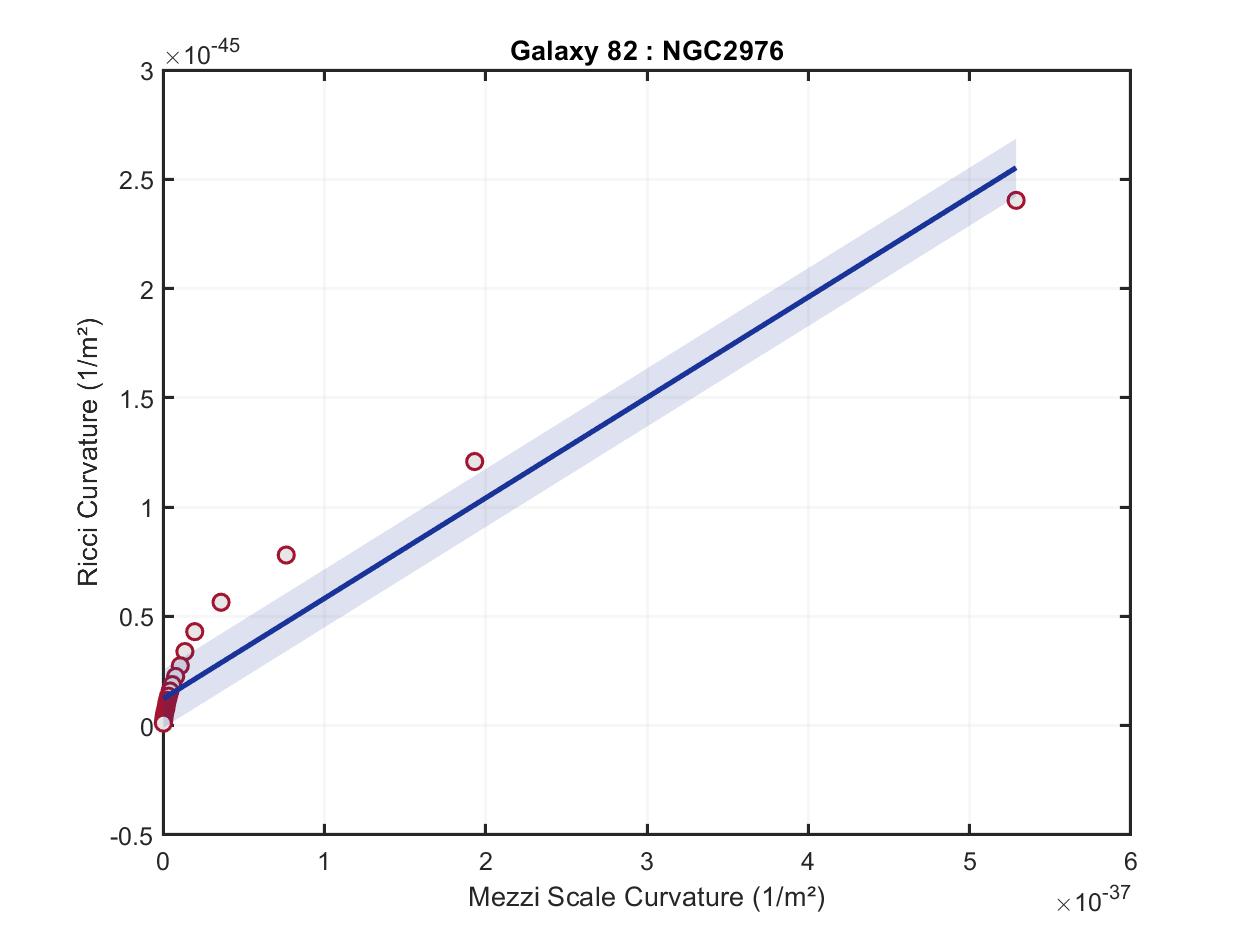 ×10^-45
Galaxy 82 : NGC2976
3
2.5
2
1.5
1
0.5
0
-0.5
Ricci Curvature (1/m²)
0 1 2 3 4 5 6
Mezzi Scale Curvature (1/m²)
×10^-37